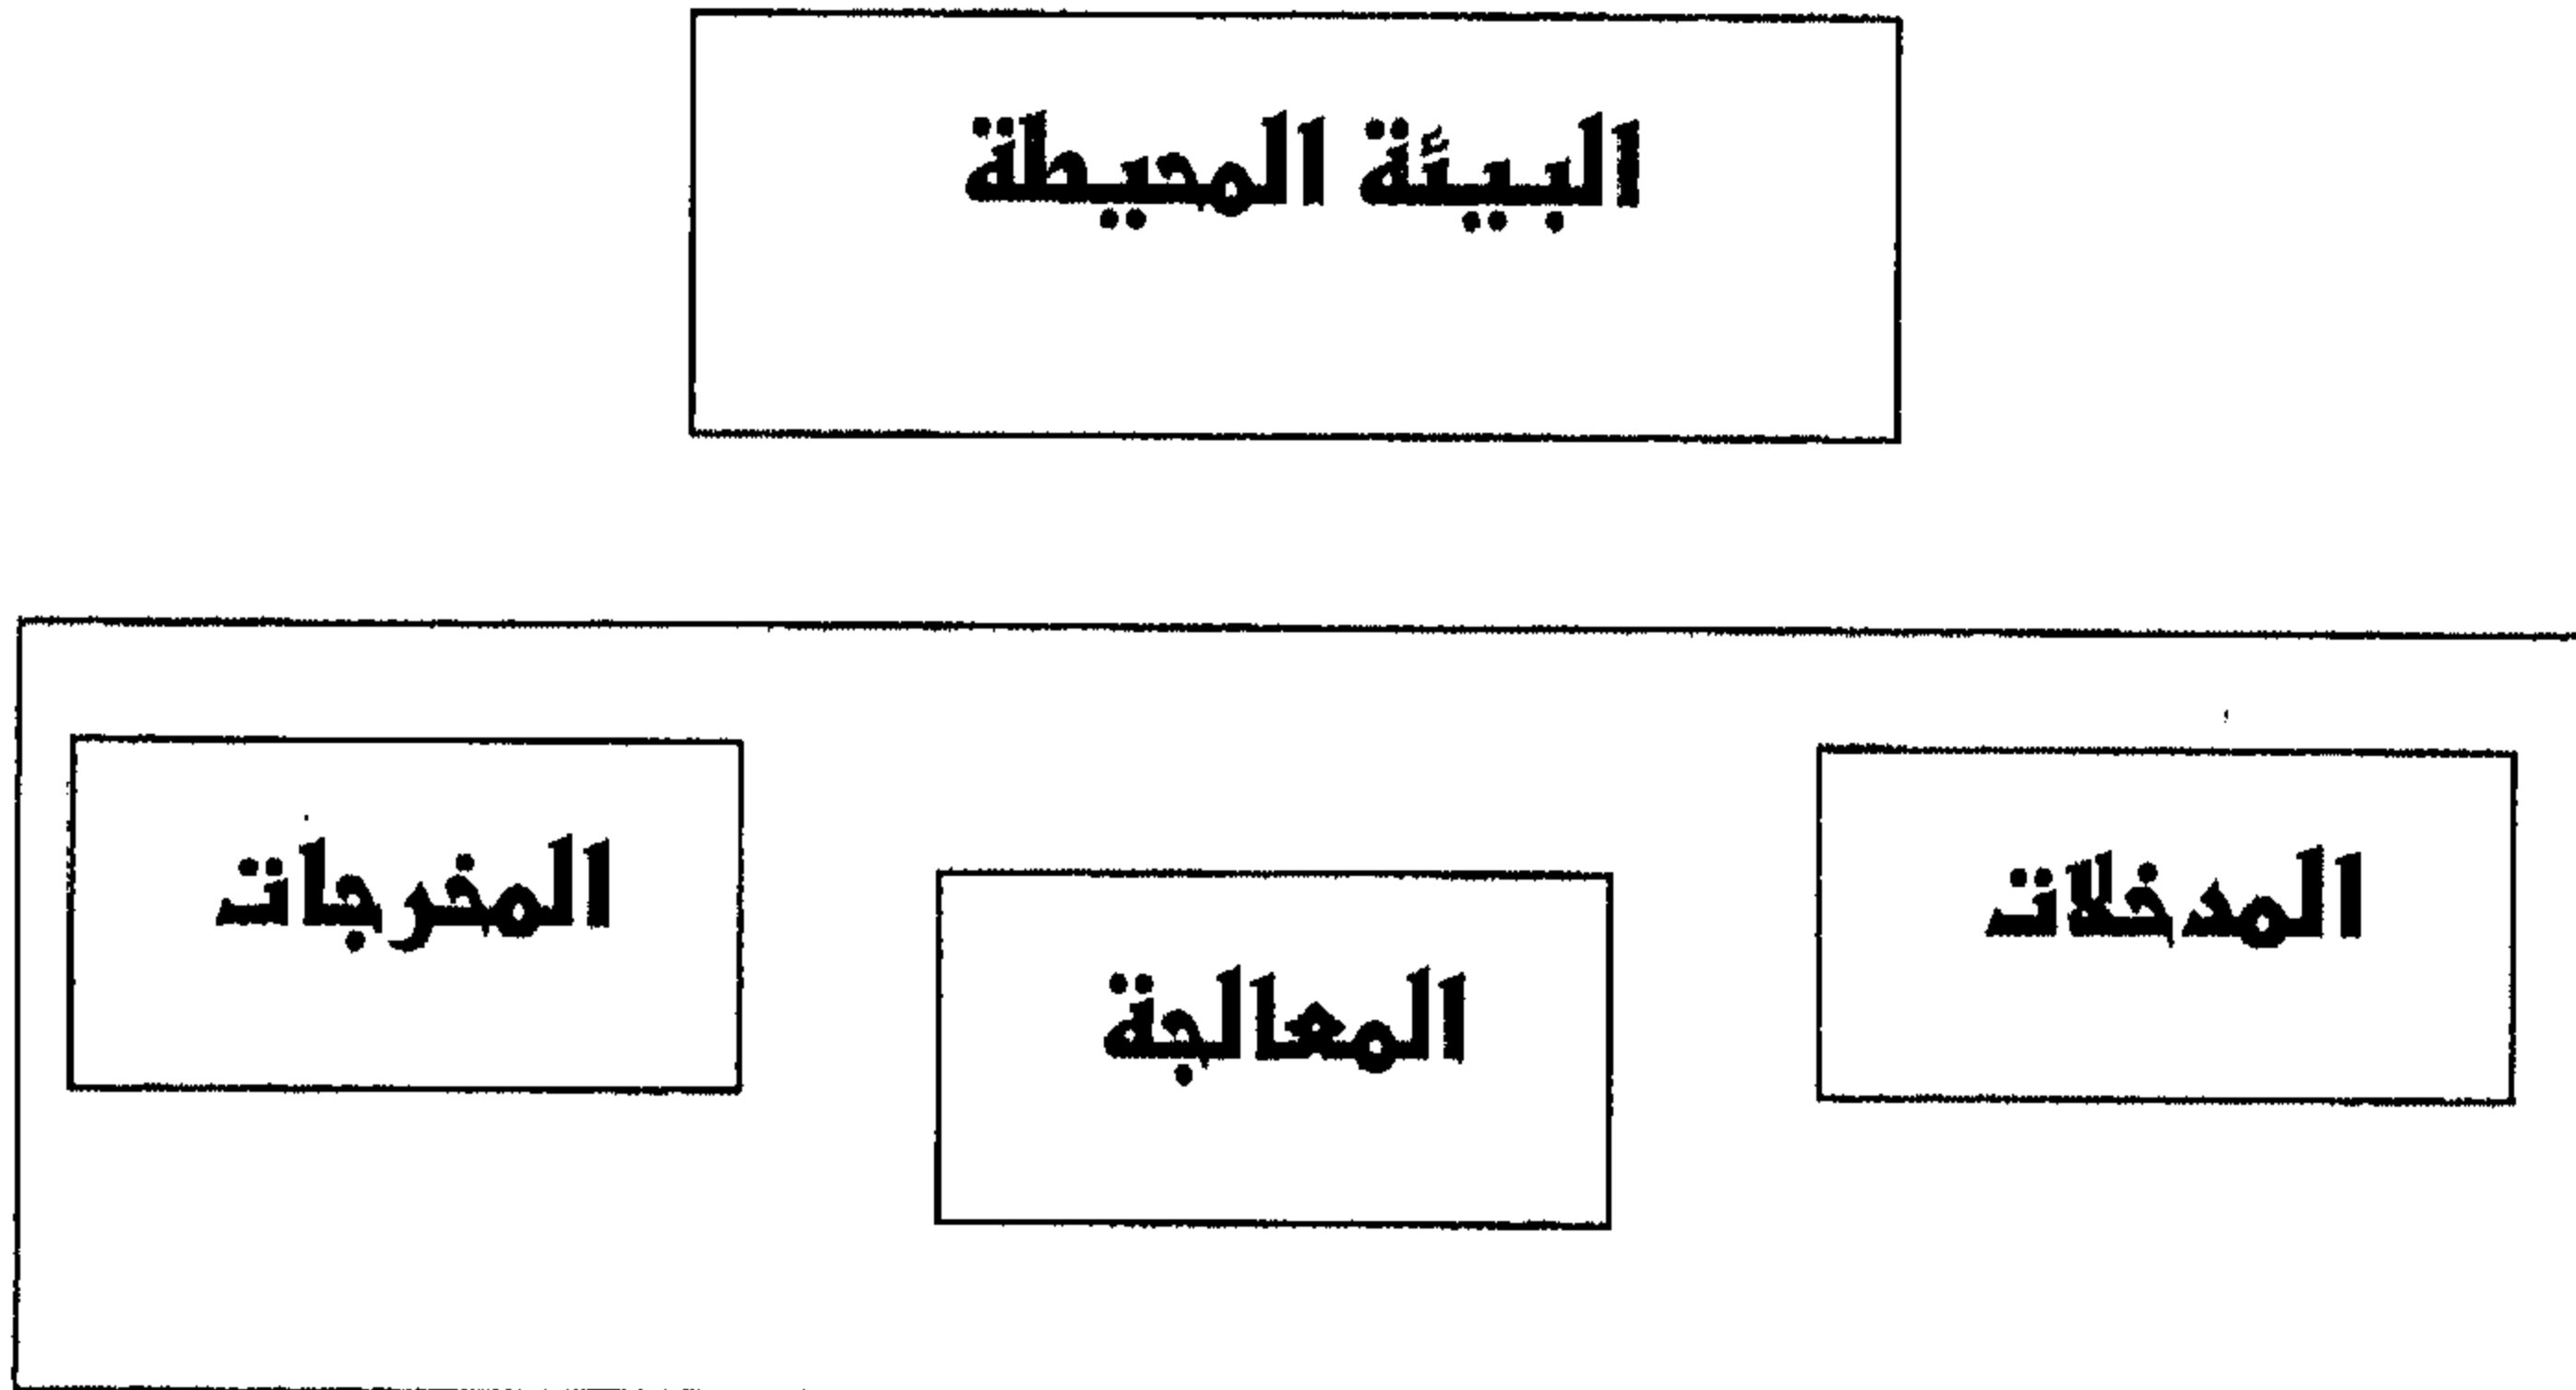 البيئة المحيطة
المدخلات
المعالجة
المخرجات